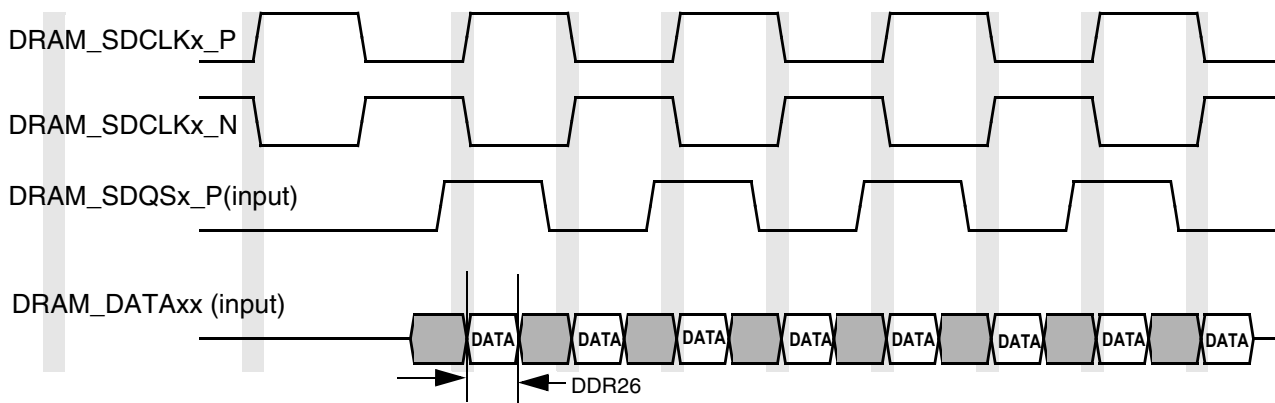 DRAM_SDCLKx_P
DRAM_SDCLKx_N
DRAM_SDQSx_P(input)
DRAM_DATAxx (input)
DATA DATA DATA DATA DATA DATA DATA DATA
DDR26